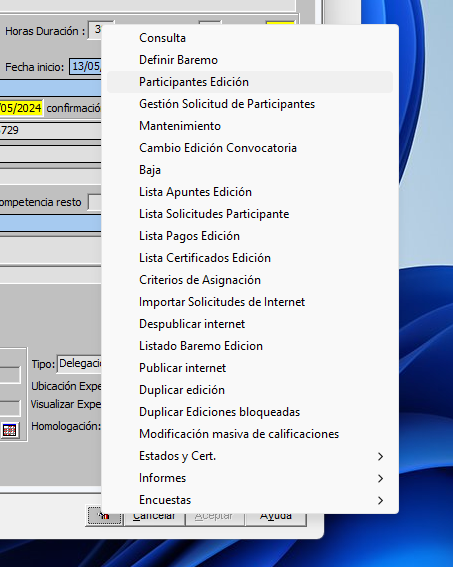 Horas Duración :
Consulta
Definir Baremo
Fecha inicio: 13/05/
Participantes Edición
Gestión Solicitud de Participantes
/05/2024 confirmació
Mantenimiento
729
Cambio Edición Convocatoria
Baja
Lista Apuntes Edición
ompetencia resto
Lista Solicitudes Participante
Lista Pagos Edición
Lista Certificados Edición
Criterios de Asignación
Importar Solicitudes de Internet
Despublicar internet
Listado Baremo Edicion
Tipo: Delegació
Publicar internet
Ubicación Expe
Duplicar edición
Visualizar Expe
Duplicar Ediciones bloqueadas
Homologación:
Modificación masiva de calificaciones
Estados y Cert.
Informes
Encuestas
Cancelar Aceptar Ayuda